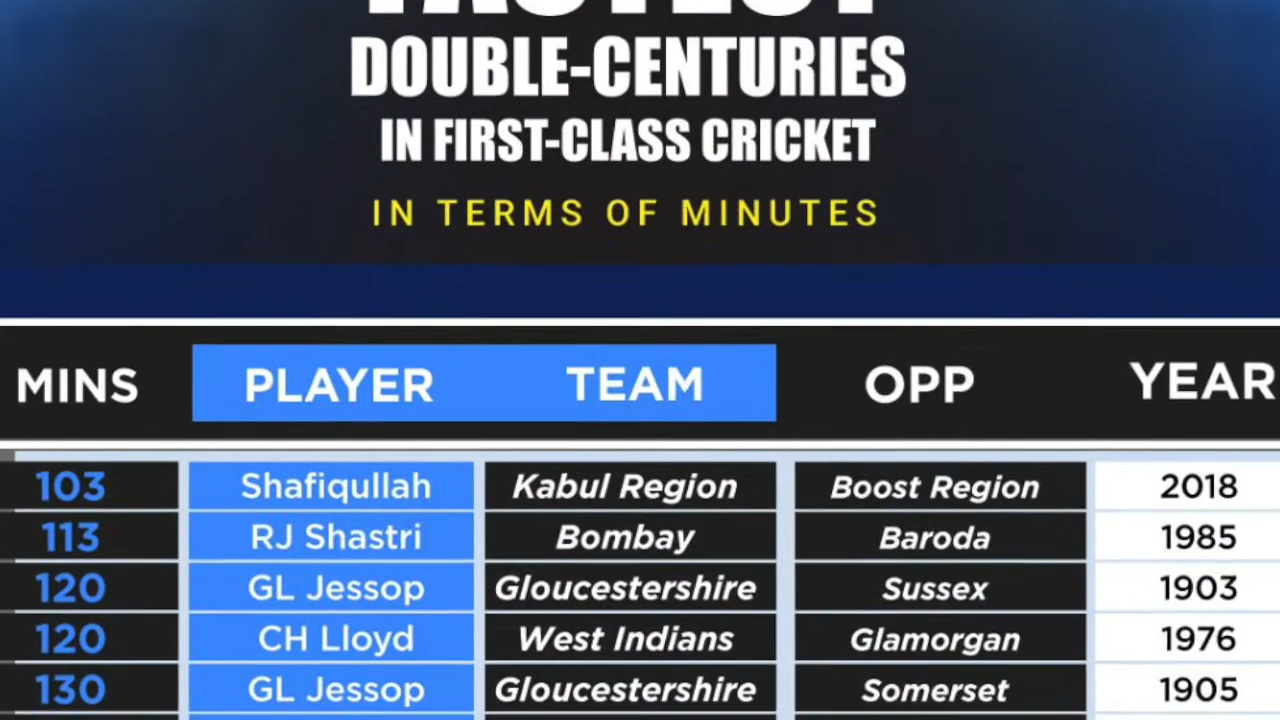 DOUBLE-CENTURIES
IN FIRST-CLASS CRICKET
IN TERMS OF MINUTES
MINS PLAYER TEAM OPP YEAR
103 Shafiqullah Kabul Region Boost Region 2018
113 RJ Shastri Bombay Baroda 1985
120 GL Jessop Gloucestershire Sussex 1903
120 CH Lloyd West Indians Glamorgan 1976
130 GL Jessop Gloucestershire Somerset 1905